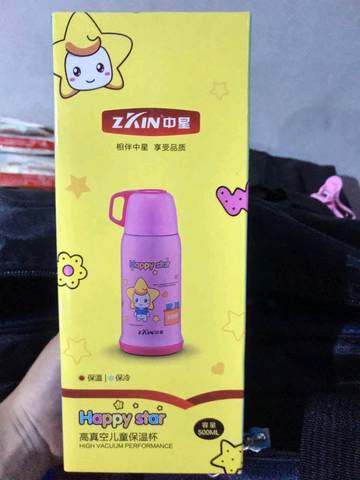 ZXIN中星
相伴中星 享受品质
Happy star
ZXIN中星
保温 | 保冷
Happy star
容量
500ML
高真空儿童保温杯
HIGH VACUUM PERFORMANCE